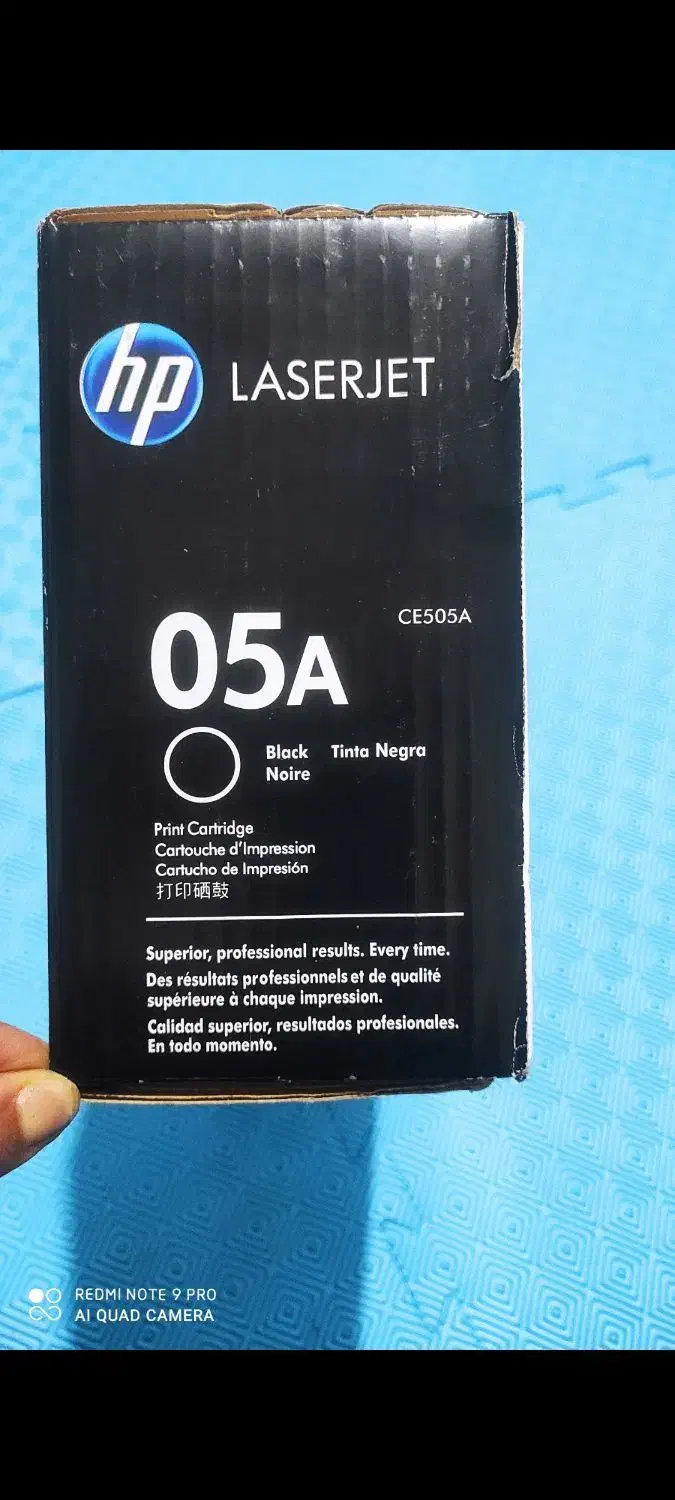 hp LASERJET
CE505A
05A
Black Tinta Negra
Noire
Print Cartridge
Cartouche d'Impression
Cartucho de Impresión
打印硒鼓
Superior, professional results. Every time.
Des résultats professionnels et de qualité
supérieure à chaque impression.
Calidad superior, resultados profesionales.
En todo momento.
REDMI NOTE 9 PRO
AI QUAD CAMERA